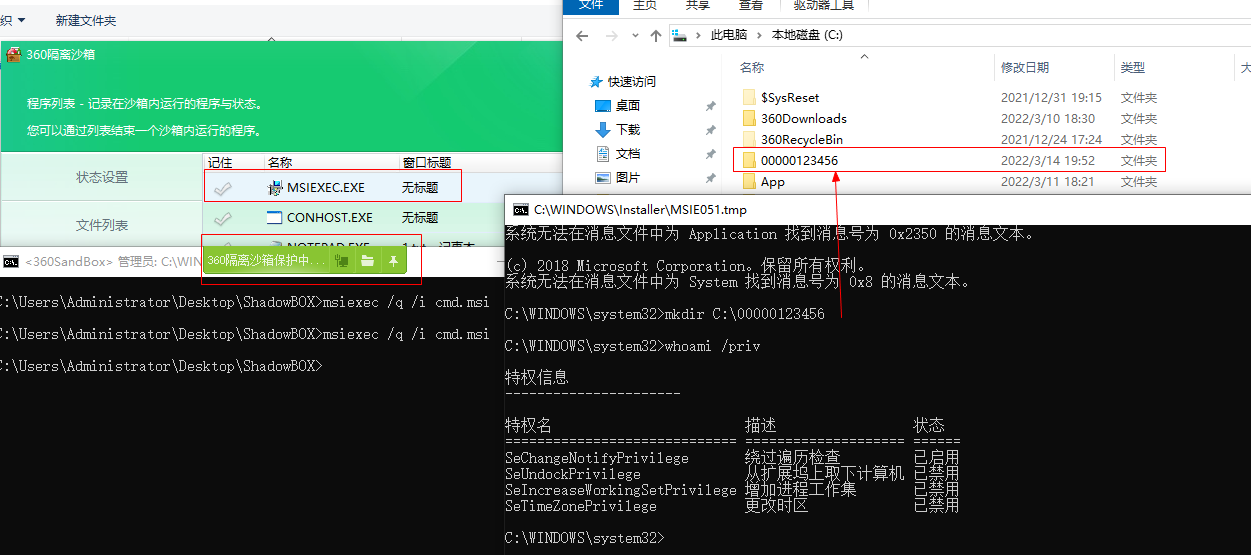 织
新建文件夹
360隔离沙箱
程序列表 - 记录在沙箱内运行的程序与状态。
您可以通过列表结束一个沙箱内运行的程序。
状态设置
文件列表
记住 名称 窗口标题
MSIEXEC.EXE 无标题
CONHOST.EXE 无标题
NOTEPAD.EXE
360隔离沙箱保护中...
<360SandBox> 管理员: C:\WIN
C:\Users\Administrator\Desktop\ShadowBOX>msiexec /q /i cmd.msi
C:\Users\Administrator\Desktop\ShadowBOX>msiexec /q /i cmd.msi
C:\Users\Administrator\Desktop\ShadowBOX>
文件 主页 共享 查看 驱动器工具
此电脑 > 本地磁盘 (C:)
快速访问
桌面
下载
文档
图片
名称 修改日期 类型 大
$SysReset 2021/12/31 19:15 文件夹
360Downloads 2022/3/10 18:30 文件夹
360RecycleBin 2021/12/24 17:24 文件夹
00000123456 2022/3/14 19:52 文件夹
App 2022/3/11 18:21 文件夹
C:\WINDOWS\Installer\MSIE051.tmp
系统无法在消息文件中为 Application 找到消息号为 0x2350 的消息文本。
(c) 2018 Microsoft Corporation。保留所有权利。
系统无法在消息文件中为 System 找到消息号为 0x8 的消息文本。
C:\WINDOWS\system32>mkdir C:\00000123456
C:\WINDOWS\system32>whoami /priv
特权信息
----------------------
特权名 描述 状态
============================= ==================== ======
SeChangeNotifyPrivilege 绕过遍历检查 已启用
SeUndockPrivilege 从扩展坞上取下计算机 已禁用
SeIncreaseWorkingSetPrivilege 增加进程工作集 已禁用
SeTimeZonePrivilege 更改时区 已禁用
C:\WINDOWS\system32>